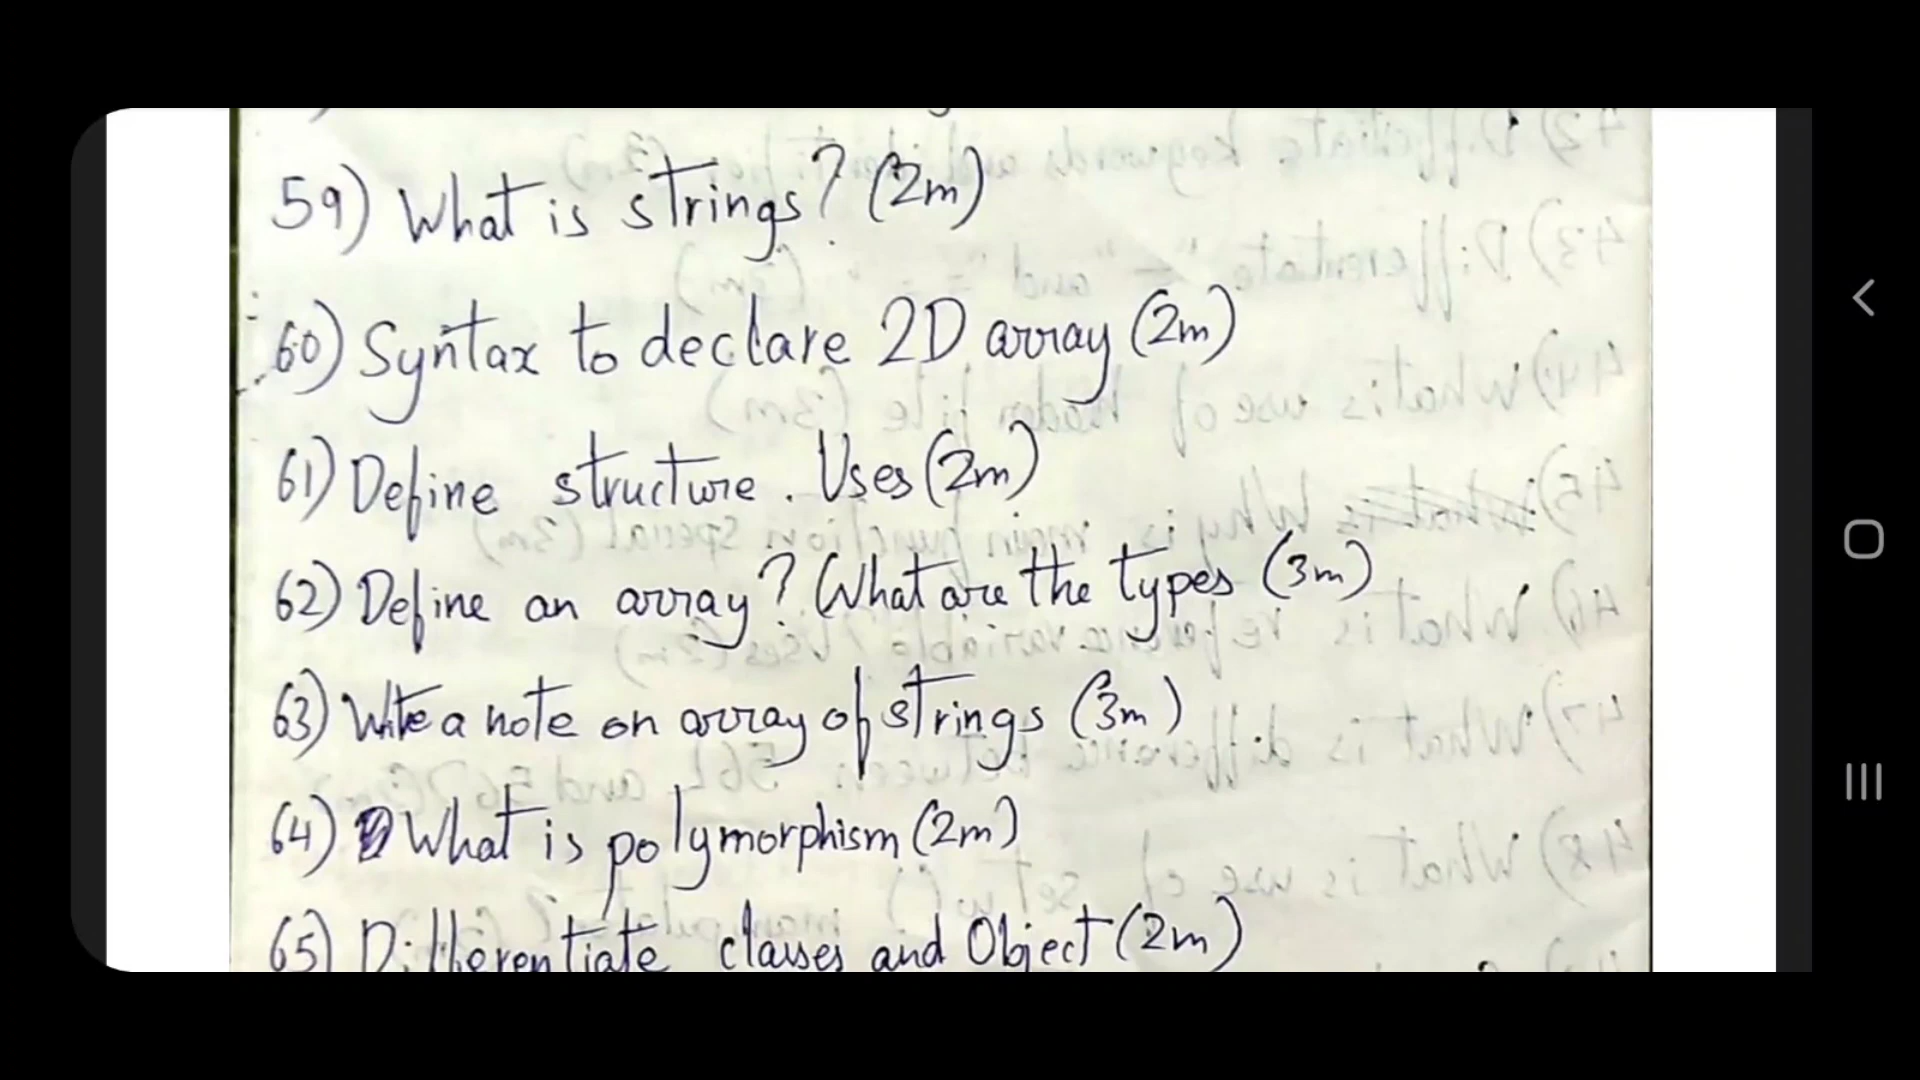 59) What is strings? (2m)
60) Syntax to declare 2D array (2m)
61) Define structure. Uses (2m)
62) Define an array? What are the types (3m)
63) Write a note on array of strings (3m)
64) What is polymorphism (2m)
65) Differentiate classes and Object (2m)